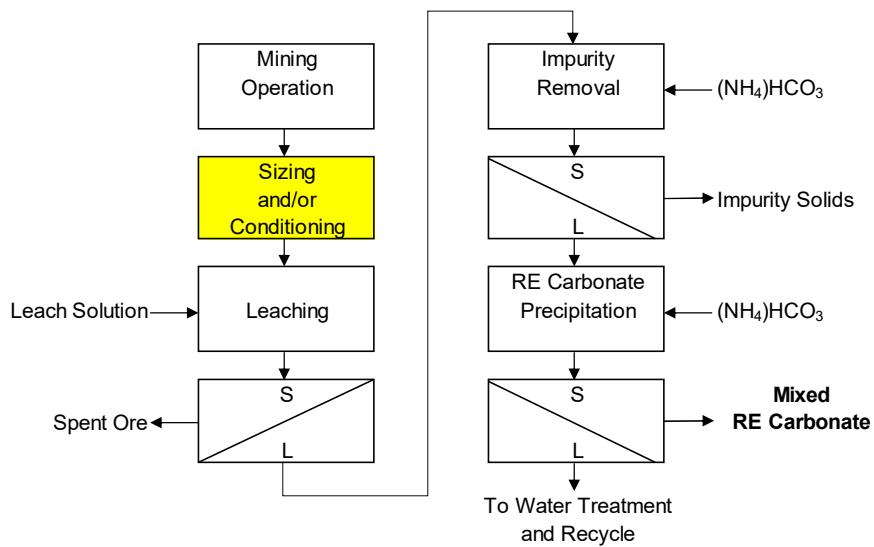 Mining
Operation
Sizing
and/or
Conditioning
Leach Solution
Leaching
S
L
Spent Ore
Impurity
Removal
(NH₄)HCO₃
S
L
Impurity Solids
RE Carbonate
Precipitation
(NH₄)HCO₃
S
L
Mixed
RE Carbonate
To Water Treatment
and Recycle